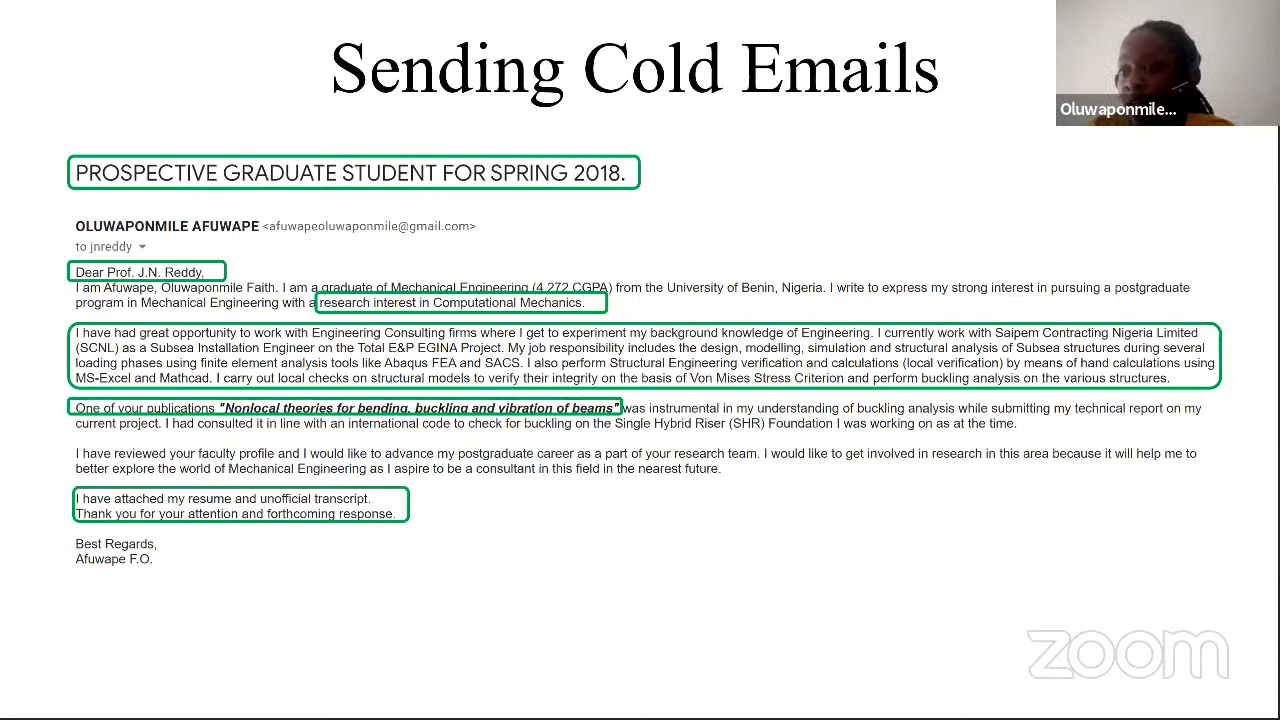 Sending Cold Emails
Oluwaponmile...
PROSPECTIVE GRADUATE STUDENT FOR SPRING 2018.
OLUWAPONMILE AFUWAPE <afuwapeoluwaponmile@gmail.com>
to jnreddy
Dear Prof. J.N. Reddy,
I am Afuwape, Oluwaponmile Faith. I am a graduate of Mechanical Engineering (4.272 CGPA) from the University of Benin, Nigeria. I write to express my strong interest in pursuing a postgraduate
program in Mechanical Engineering with a research interest in Computational Mechanics.
I have had great opportunity to work with Engineering Consulting firms where I get to experiment my background knowledge of Engineering. I currently work with Saipem Contracting Nigeria Limited
(SCNL) as a Subsea Installation Engineer on the Total E&P EGINA Project. My job responsibility includes the design, modelling, simulation and structural analysis of Subsea structures during several
loading phases using finite element analysis tools like Abaqus FEA and SACS. I also perform Structural Engineering verification and calculations (local verification) by means of hand calculations using
MS-Excel and Mathcad. I carry out local checks on structural models to verify their integrity on the basis of Von Mises Stress Criterion and perform buckling analysis on the various structures.
One of your publications "Nonlocal theories for bending, buckling and vibration of beams" was instrumental in my understanding of buckling analysis while submitting my technical report on my
current project. I had consulted it in line with an international code to check for buckling on the Single Hybrid Riser (SHR) Foundation I was working on as at the time.
I have reviewed your faculty profile and I would like to advance my postgraduate career as a part of your research team. I would like to get involved in research in this area because it will help me to
better explore the world of Mechanical Engineering as I aspire to be a consultant in this field in the nearest future.
I have attached my resume and unofficial transcript.
Thank you for your attention and forthcoming response.
Best Regards,
Afuwape F.O.
zoom